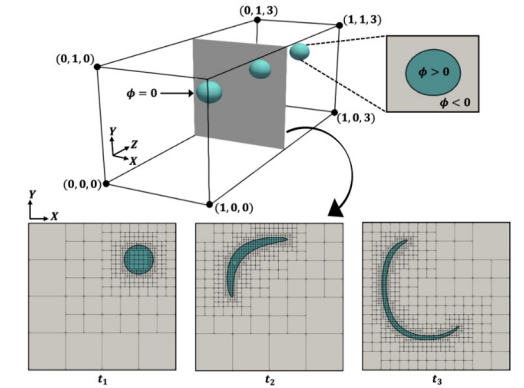 (0, 1, 3)
(1, 1, 3)
(0, 1, 0)
ϕ > 0
ϕ < 0
ϕ = 0
(1, 0, 3)
Y
Z
X
(0, 0, 0)
(1, 0, 0)
Y
X
t₁
t₂
t₃